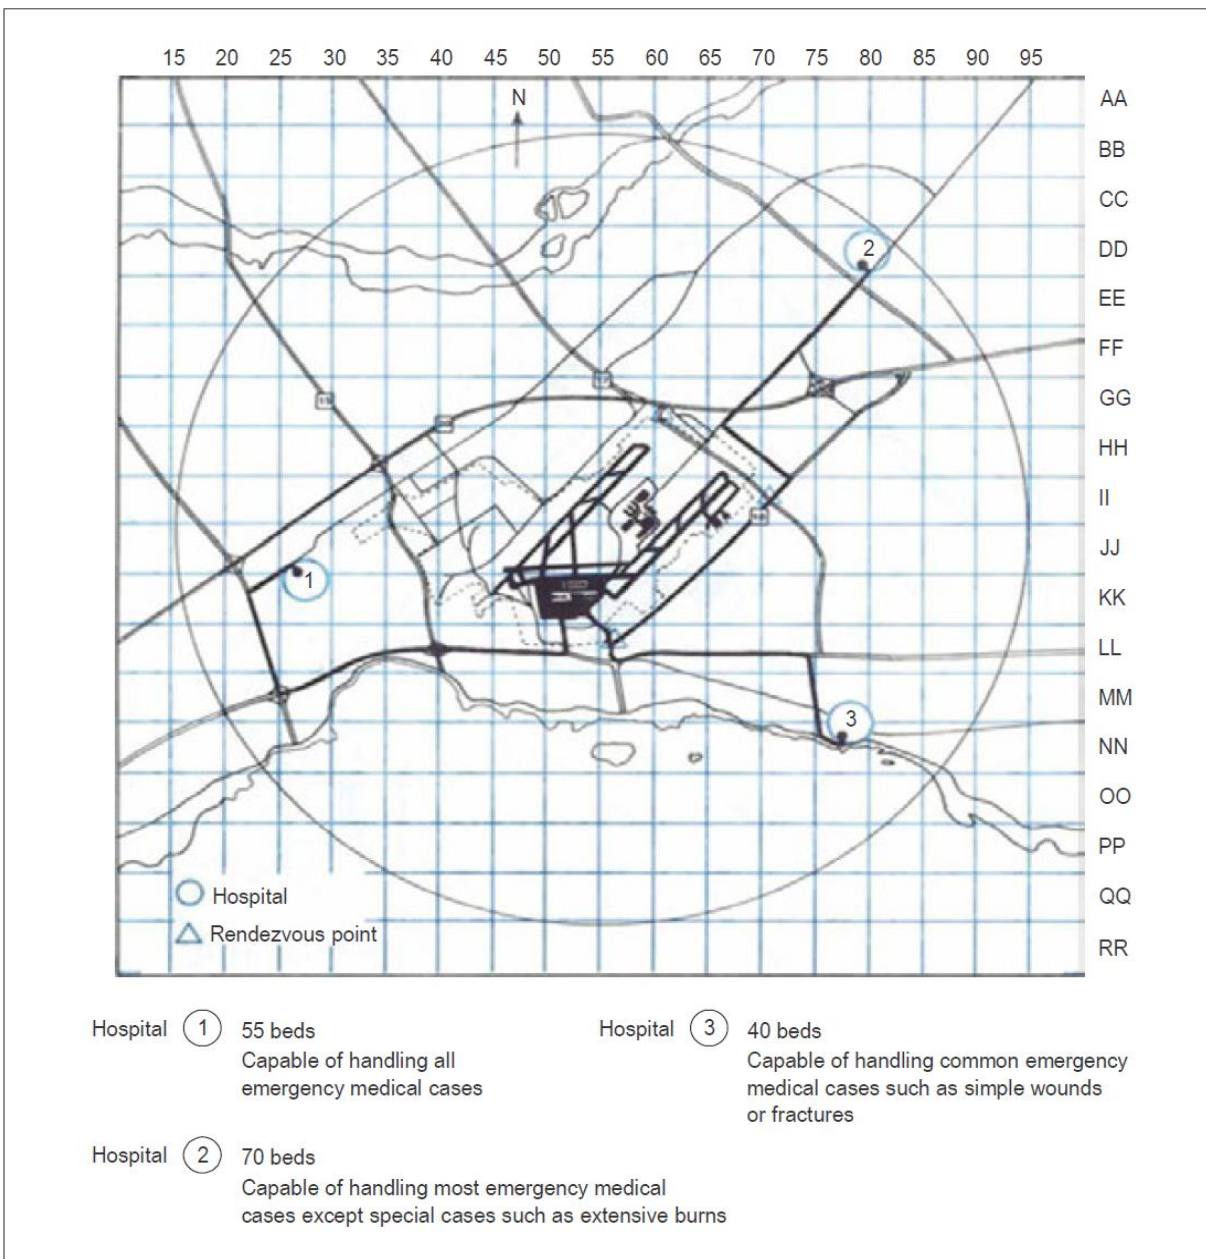 15 20 25 30 35 40 45 50 55 60 65 70 75 80 85 90 95
N
AA
BB
CC
DD
2
EE
FF
GG
HH
II
JJ
1
KK
LL
MM
3
NN
OO
PP
Hospital
QQ
Rendezvous point
RR
Hospital 1 55 beds
Capable of handling all
emergency medical cases
Hospital 3 40 beds
Capable of handling common emergency
medical cases such as simple wounds
or fractures
Hospital 2 70 beds
Capable of handling most emergency medical
cases except special cases such as extensive burns